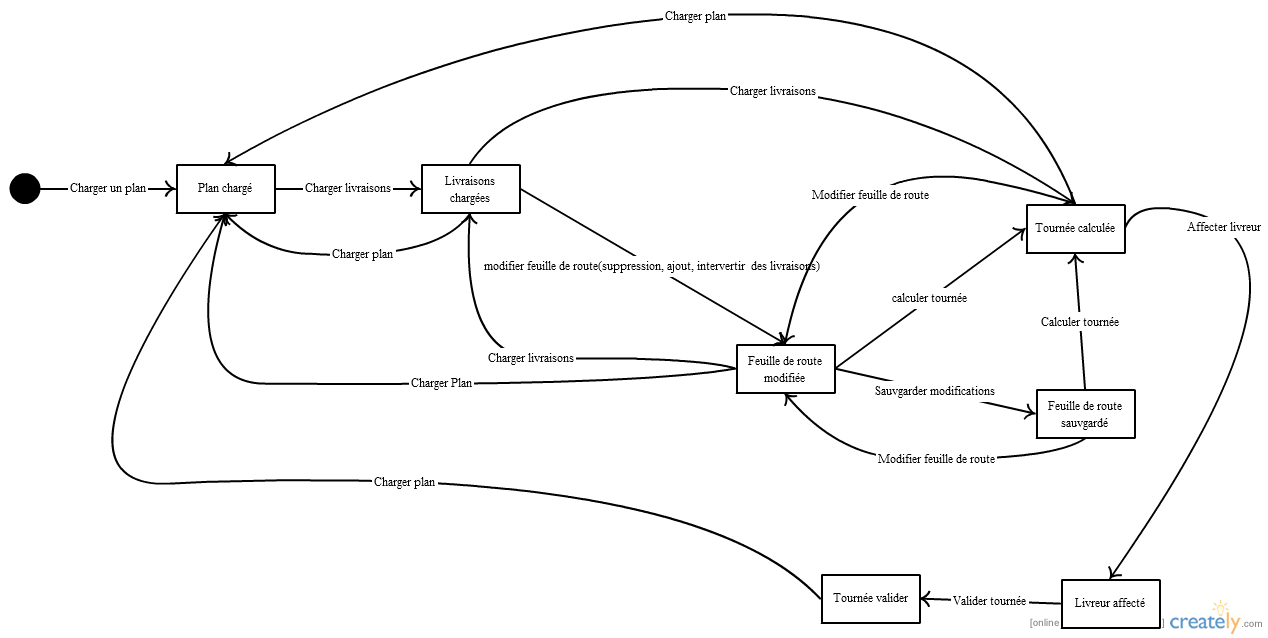 Charger plan
Charger livraisons
Charger un plan
Plan chargé
Charger livraisons
Livraisons
chargées
Modifier feuille de route
Tournée calculée
Affecter livreur
Charger plan
modifier feuille de route(suppression, ajout, intervertir des livraisons)
calculer tournée
Calculer tournée
Charger livraisons
Feuille de route
modifiée
Charger Plan
Sauvgarder modifications
Feuille de route
sauvgardé
Modifier feuille de route
Charger plan
Tournée valider
Valider tournée
Livreur affecté
[online
]
creately.com